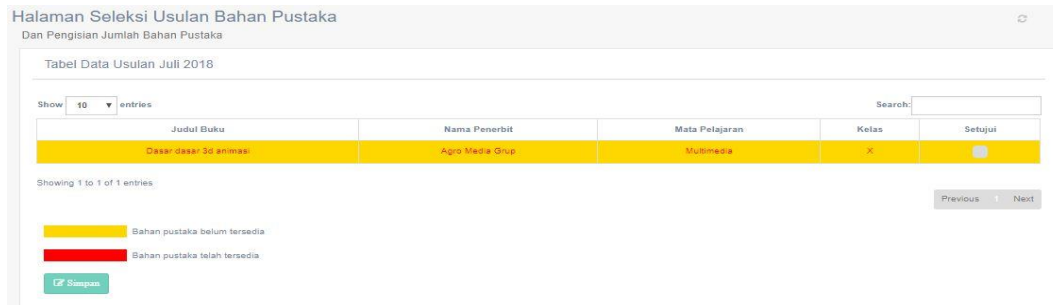 Halaman Seleksi Usulan Bahan Pustaka
Dan Pengisian Jumlah Bahan Pustaka
Tabel Data Usulan Juli 2018
Show 10 entries Search:
Judul Buku Nama Penerbit Mata Pelajaran Kelas Setujui
Dasar dasar 3d animasi Agro Media Grup Multimedia X
Showing 1 to 1 of 1 entries
Previous 1 Next
Bahan pustaka belum tersedia
Bahan pustaka telah tersedia
Simpan